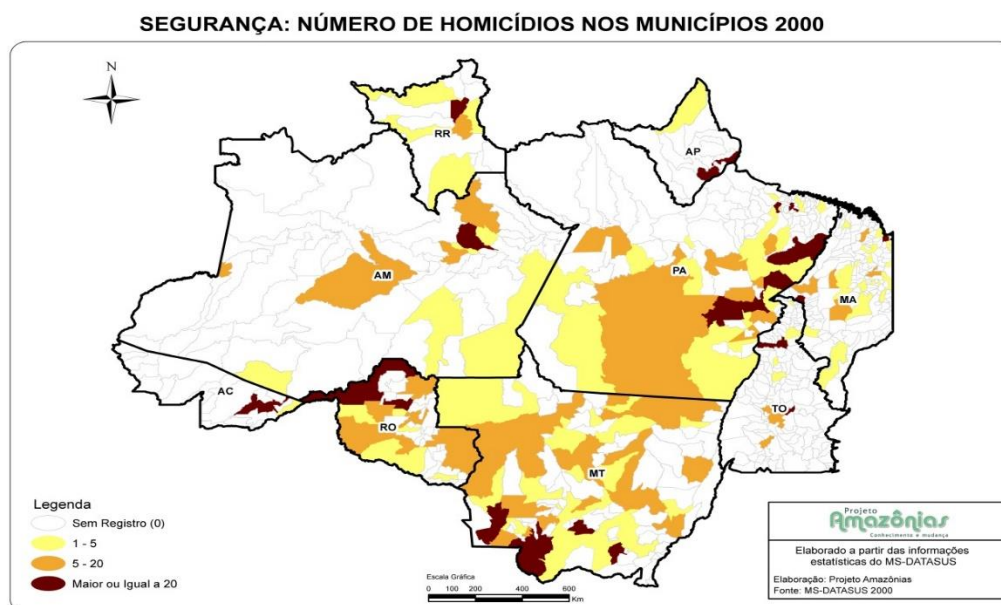 SEGURANÇA: NÚMERO DE HOMICÍDIOS NOS MUNICÍPIOS 2000
N
RR
AP
AM
PA
MA
AC
RO
TO
MT
Legenda
Sem Registro (0)
1 - 5
5 - 20
Maior ou Igual a 20
Escala Gráfica
0 100 200 400 600
Km
Projeto
Amazônias
Conhecimento e mudança
Elaborado a partir das informações
estatísticas do MS-DATASUS
Elaboração: Projeto Amazônias
Fonte: MS-DATASUS 2000